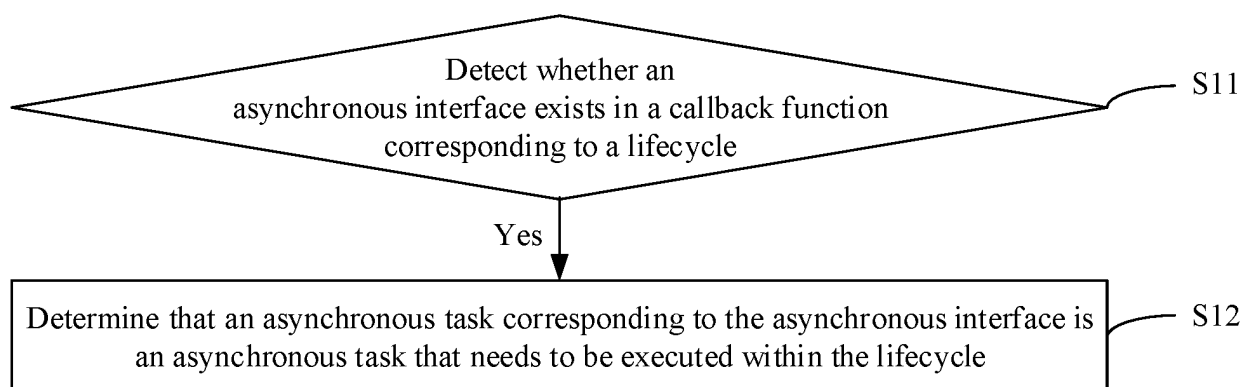 Detect whether an
asynchronous interface exists in a callback function
corresponding to a lifecycle
S11
Yes
Determine that an asynchronous task corresponding to the asynchronous interface is
an asynchronous task that needs to be executed within the lifecycle
S12